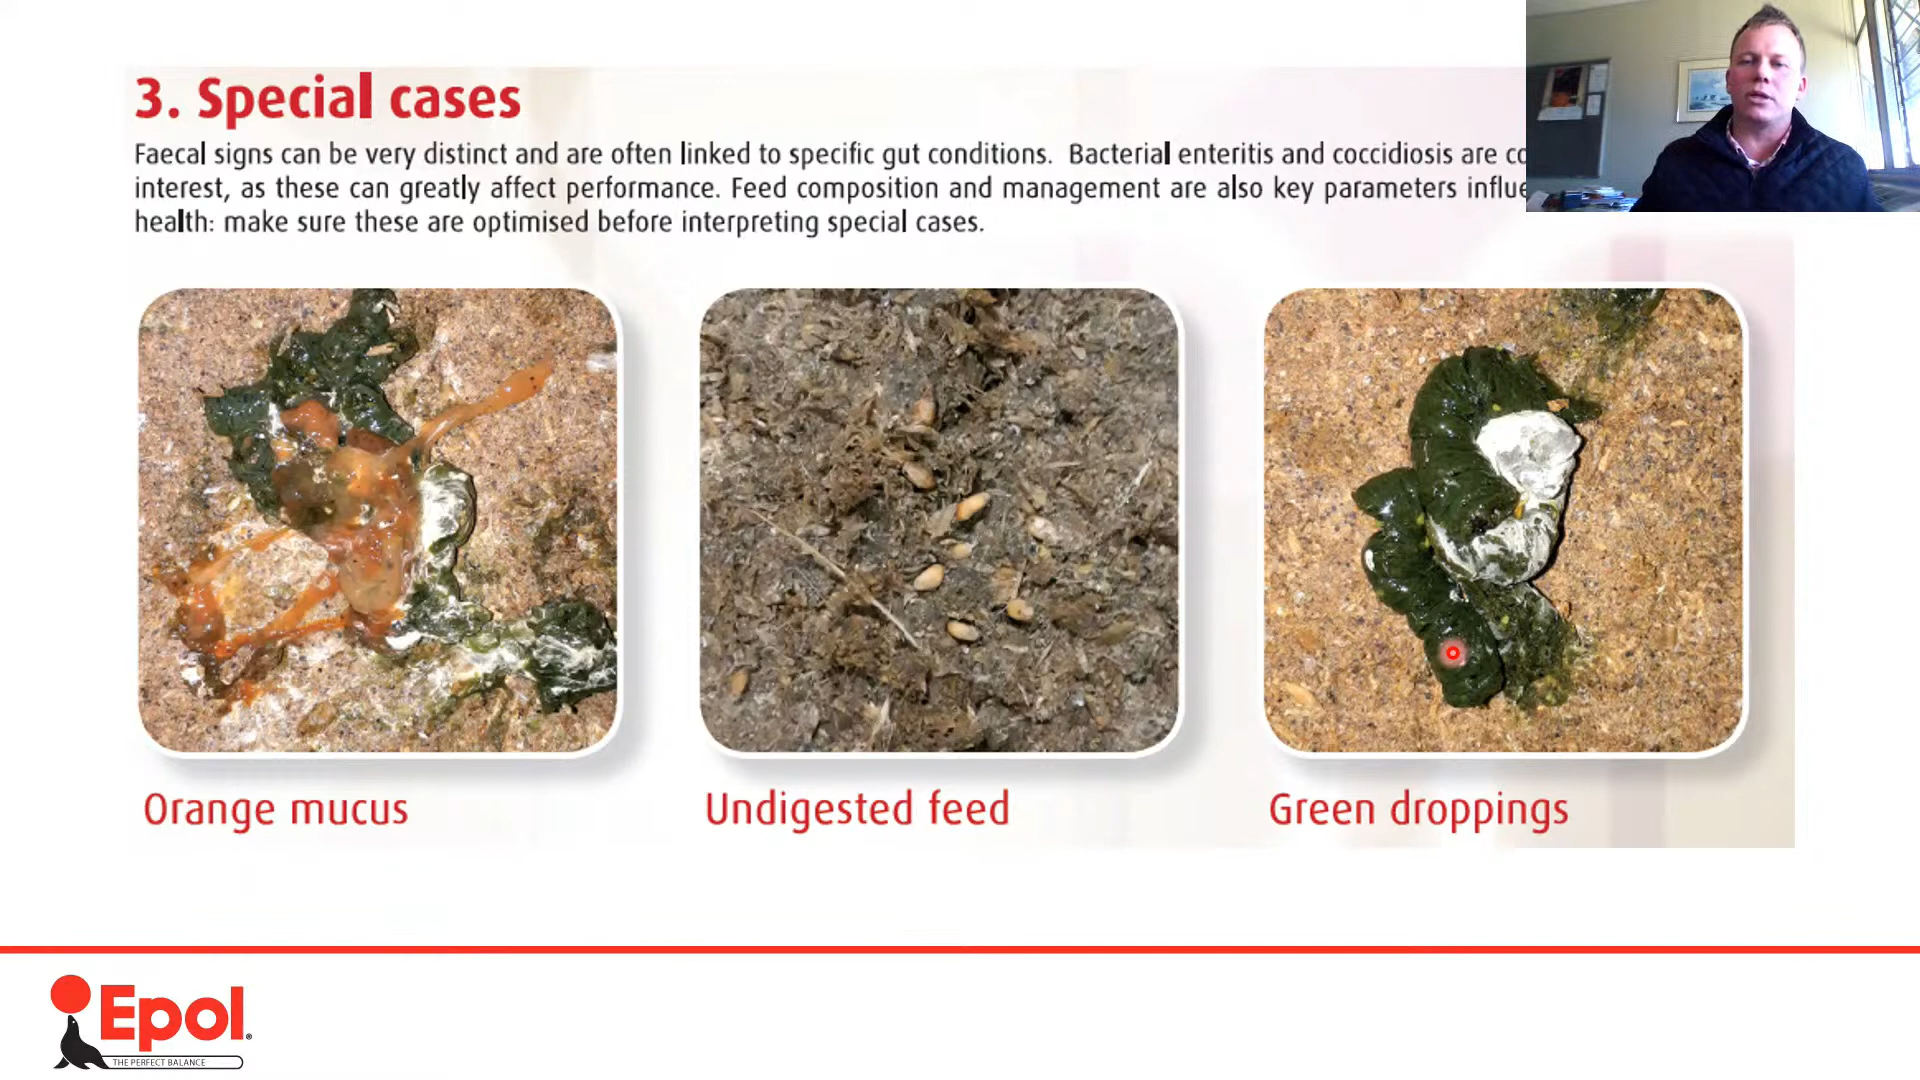 3. Special cases
Faecal signs can be very distinct and are often linked to specific gut conditions. Bacterial enteritis and coccidiosis are
interest, as these can greatly affect performance. Feed composition and management are also key parameters
health: make sure these are optimised before interpreting special cases.
Orange mucus
Undigested feed
Green droppings
Epol
THE PERFECT BALANCE